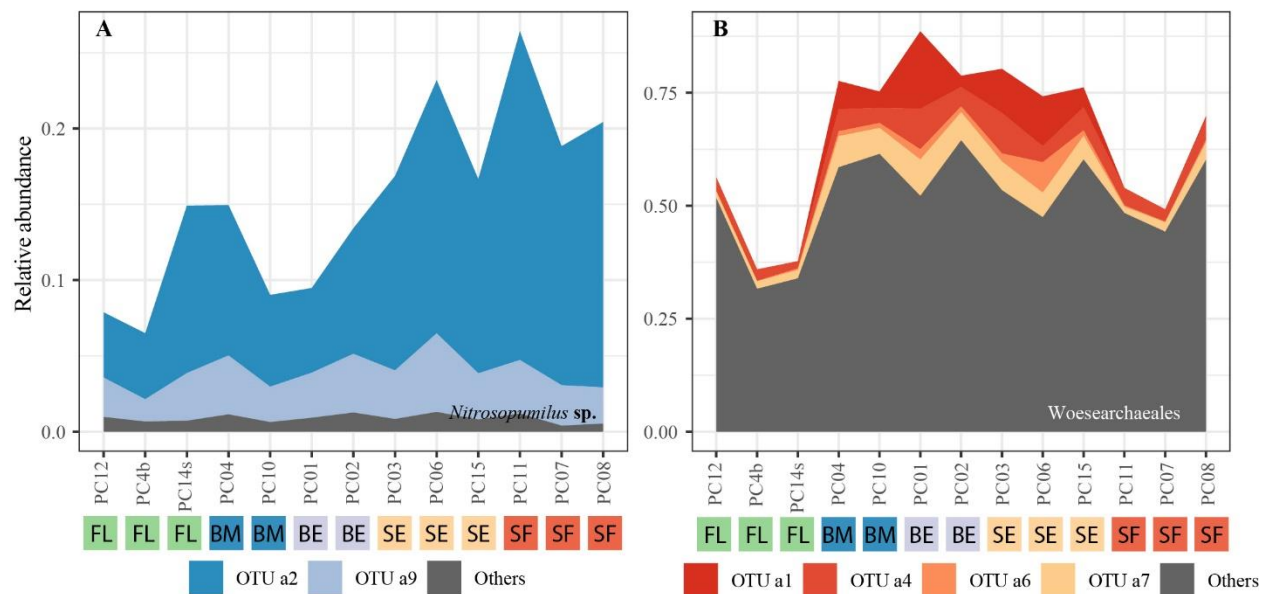 A
Relative abundance
0.2
0.1
0.0
Nitrosopumilus sp.
PC12 PC4b PC14s PC04 PC10 PC01 PC02 PC03 PC06 PC15 PC11 PC07 PC08
FL FL FL BM BM BE BE SE SE SE SF SF SF
OTU a2 OTU a9 Others
B
0.75
0.50
0.25
0.00
Woesearchaeales
PC12 PC4b PC14s PC04 PC10 PC01 PC02 PC03 PC06 PC15 PC11 PC07 PC08
FL FL FL BM BM BE BE SE SE SE SF SF SF
OTU a1 OTU a4 OTU a6 OTU a7 Others